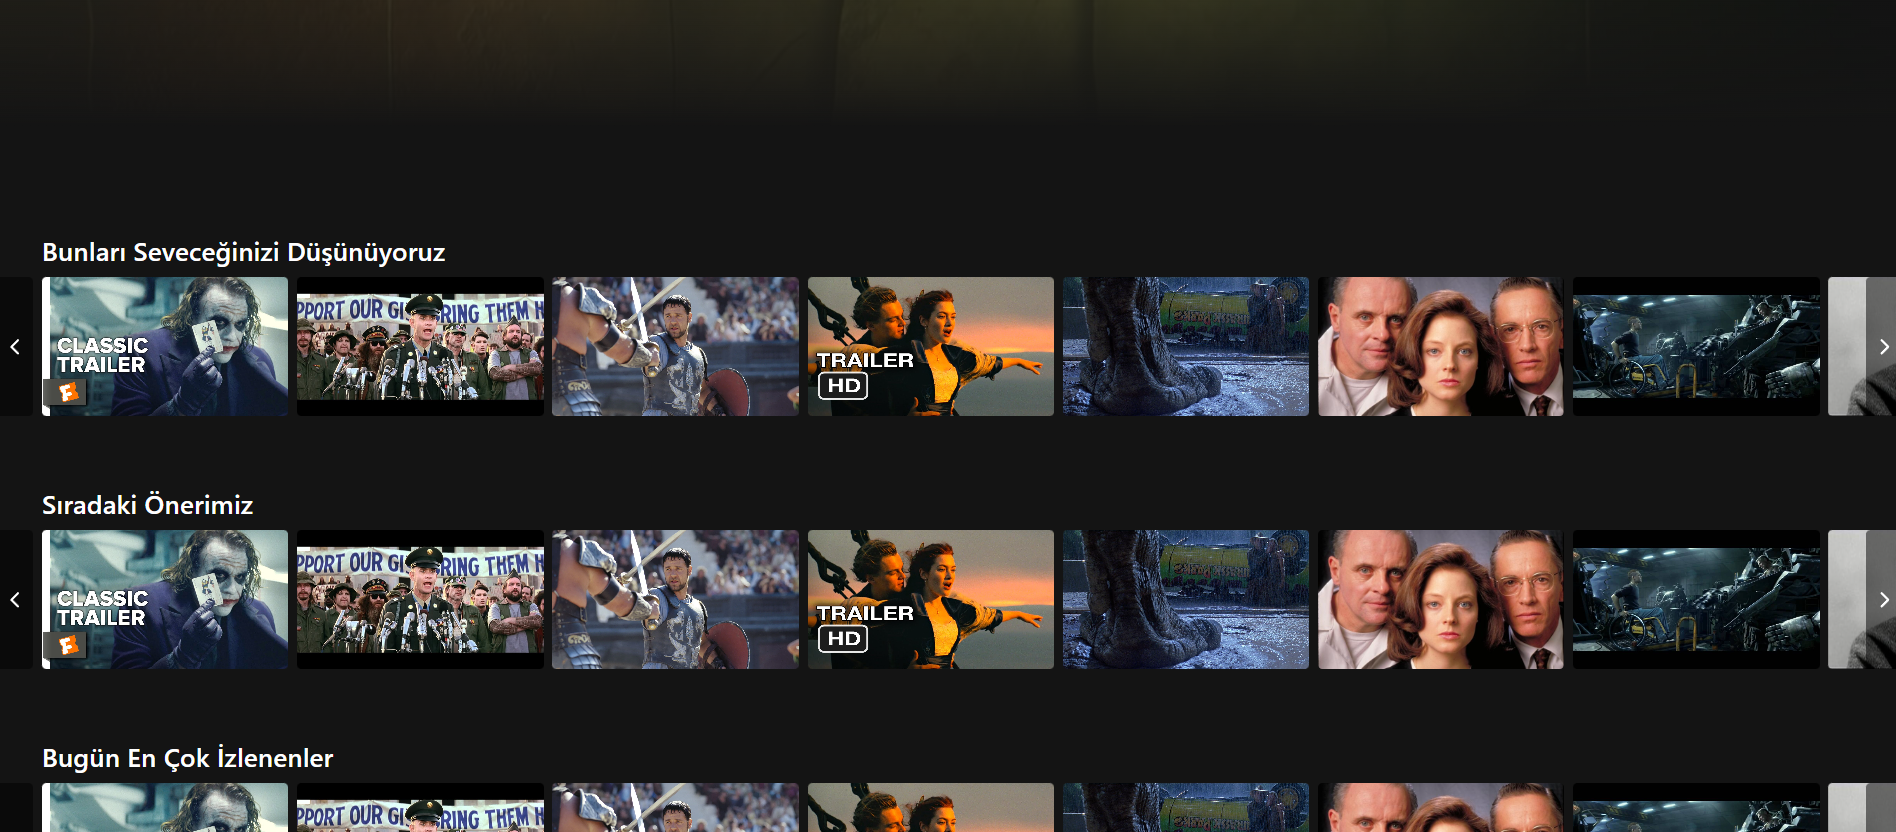 Bunları Seveceğinizi Düşünüyoruz
CLASSIC
TRAILER
PPORT OUR GI
RING THEM H
TRAILER
HD
Sıradaki Önerimiz
CLASSIC
TRAILER
PPORT OUR GI
RING THEM H
TRAILER
HD
Bugün En Çok İzlenenler
PPORT OUR GI
RING THEM H